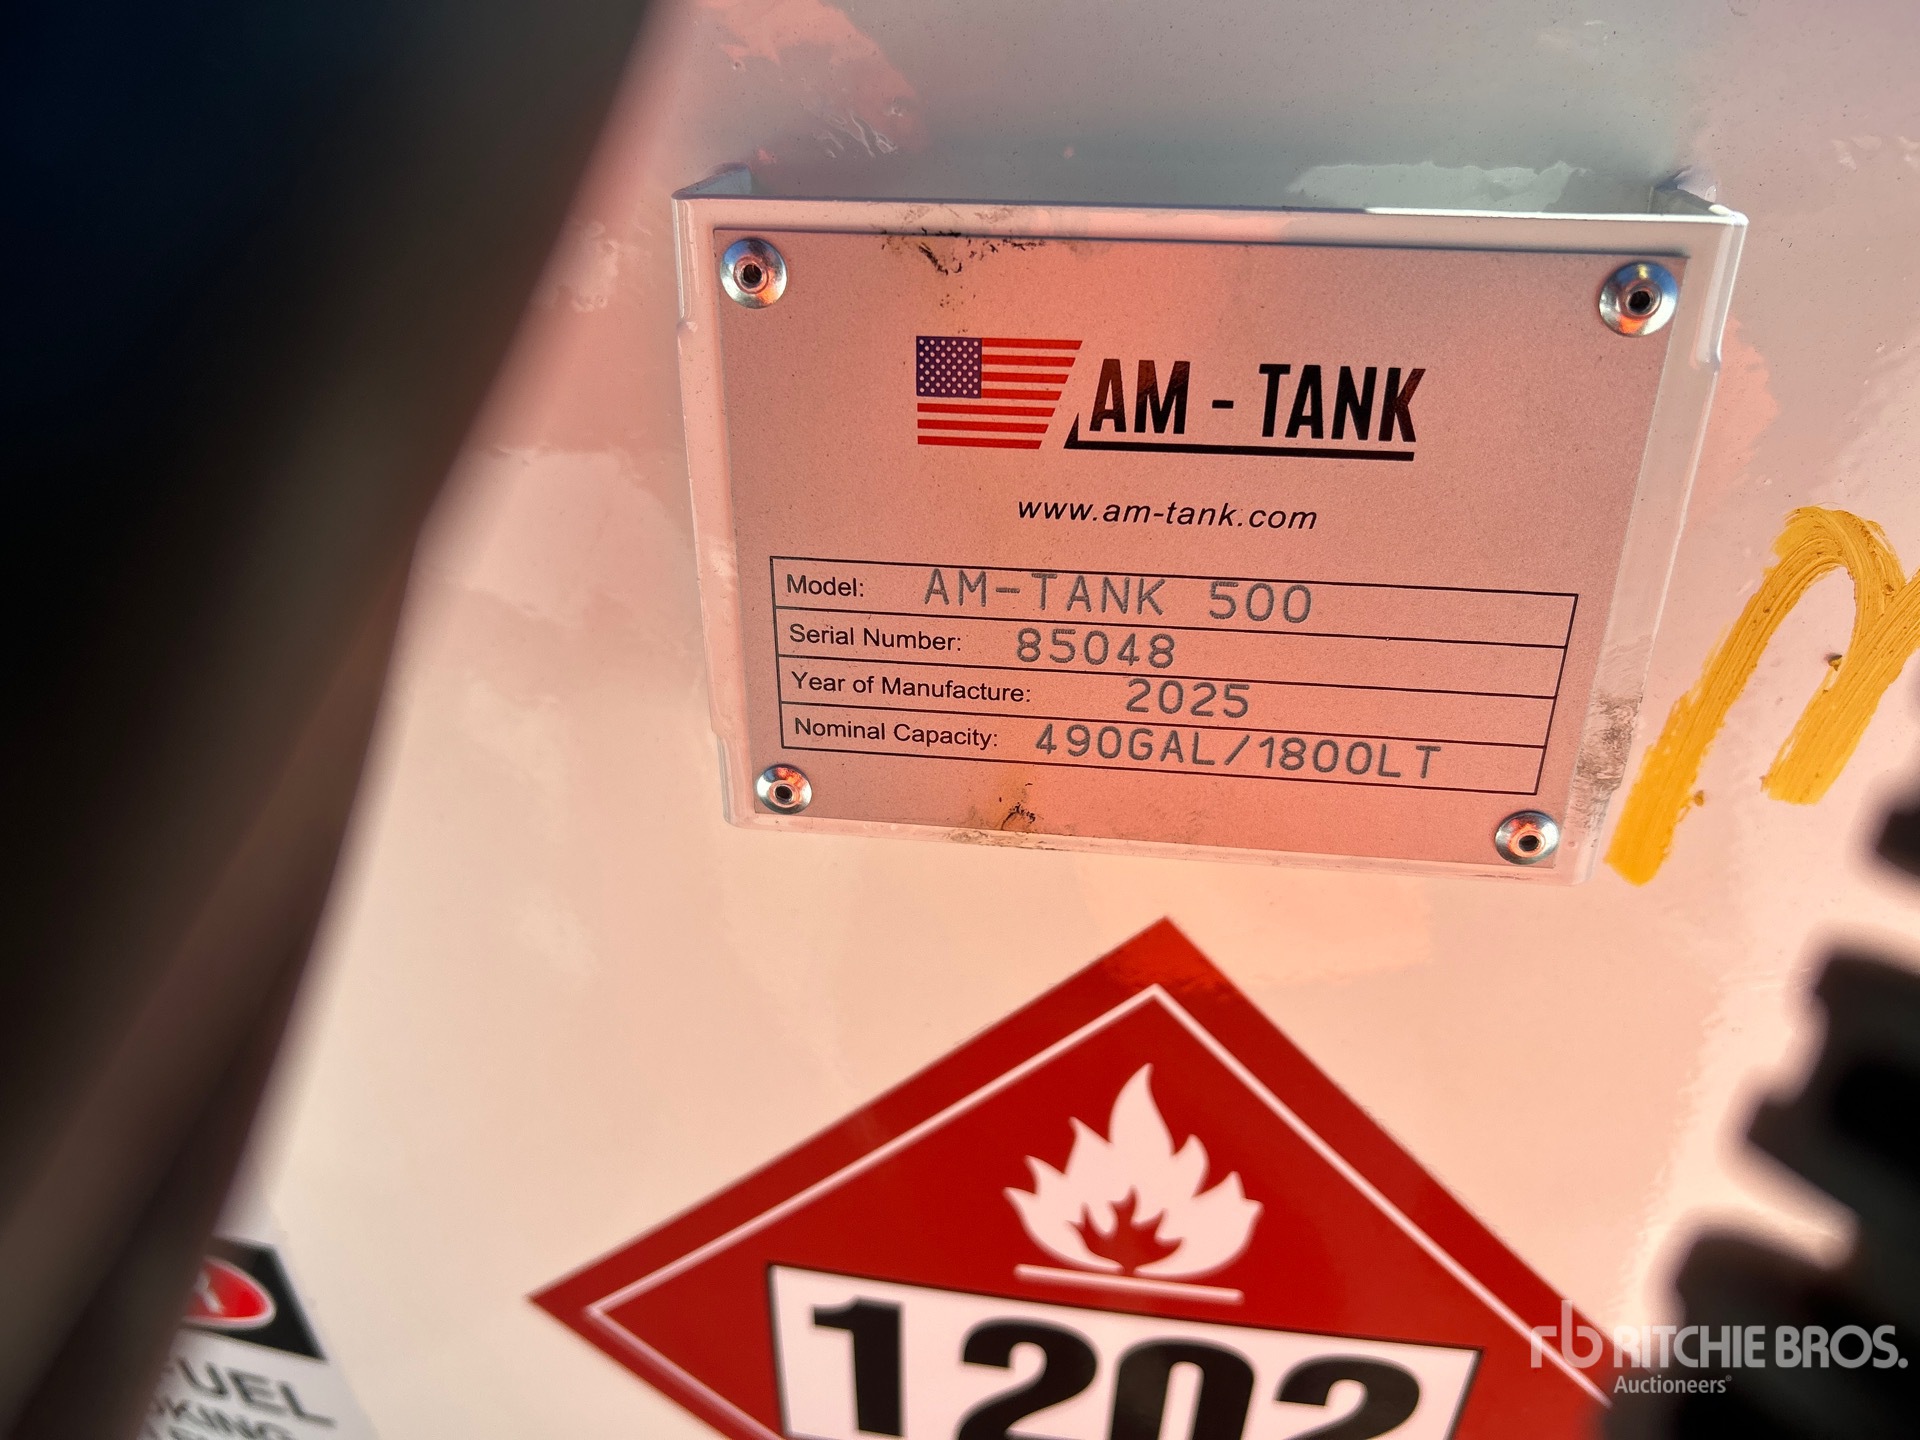 AM - TANK
www.am-tank.com
Model: AM-TANK 500
Serial Number: 85048
Year of Manufacture: 2025
Nominal Capacity: 490GAL/1800LT
1202
RITCHIE BROS.
Auctioneers